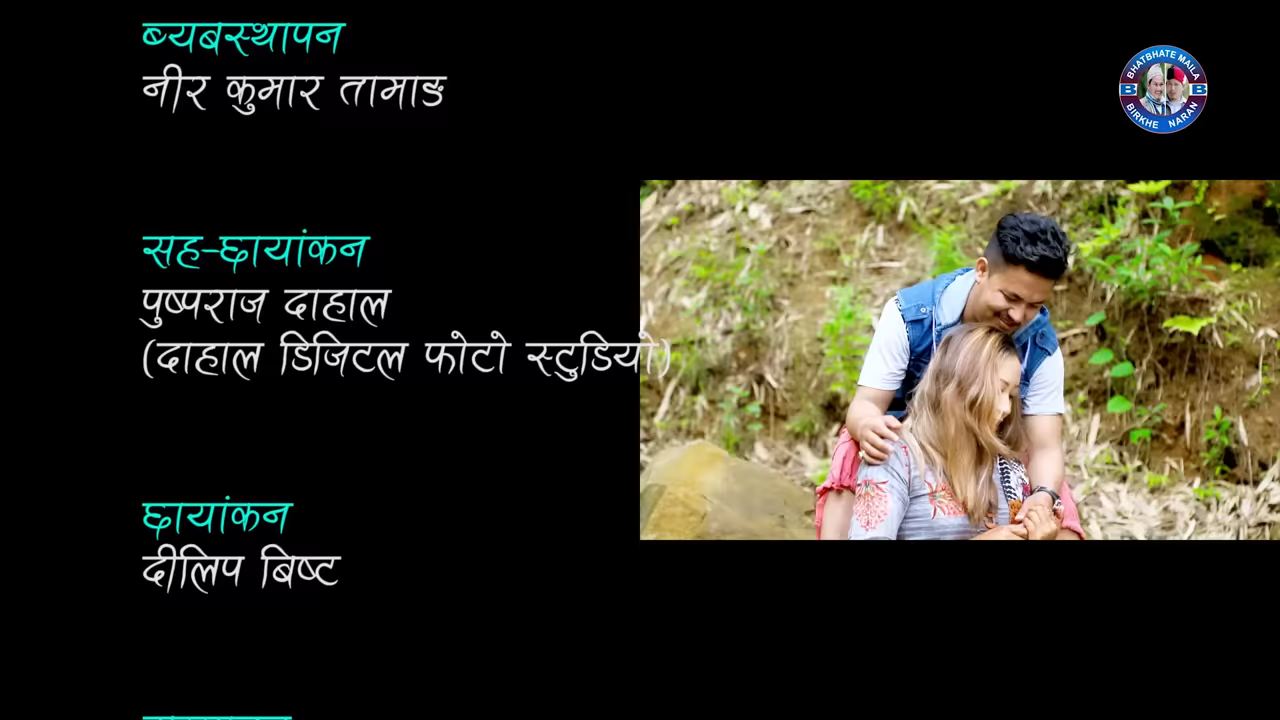 ब्यबस्थापन
नीर कुमार तामाङ
सह-छायांकन
पुष्पराज दाहाल
(दाहाल डिजिटल फोटो स्टुडियो)
छायांकन
दीलिप बिष्ट
BHATBHATE MAILA
B B
BIRKHE NARAN